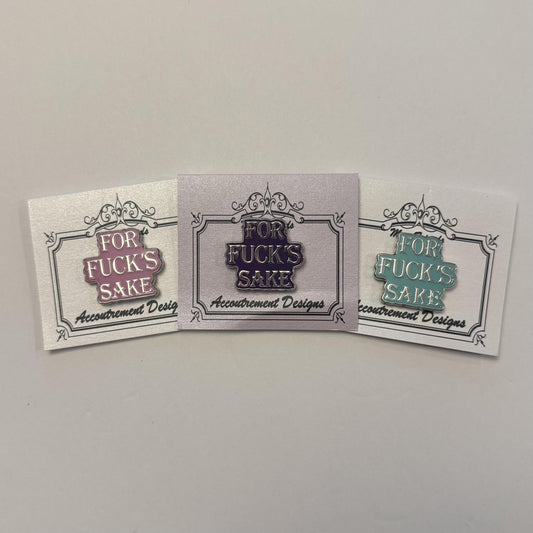 FOR
FUCK'S
SAKE
Accoutrement Designs
FOR
FUCK'S
SAKE
Accoutrement Designs
FOR
FUCK'S
SAKE
Accoutrement Designs